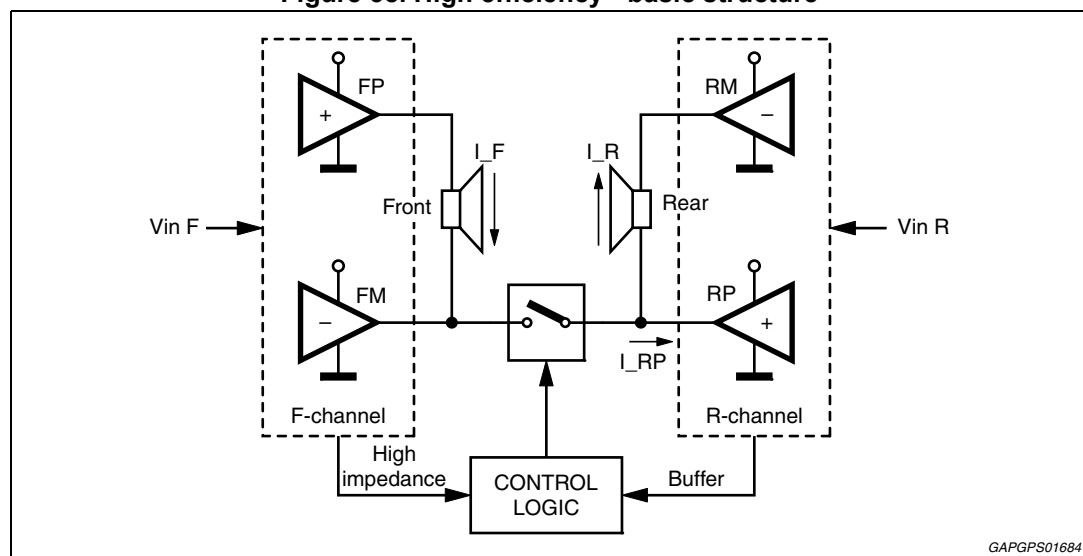 Figure High efficiency - basic structure
FP
RM
+
−
I_F
I_R
Front
Rear
Vin F
Vin R
FM
RP
−
+
I_RP
F-channel
R-channel
High
impedance
CONTROL
LOGIC
Buffer
GAPGPS01684